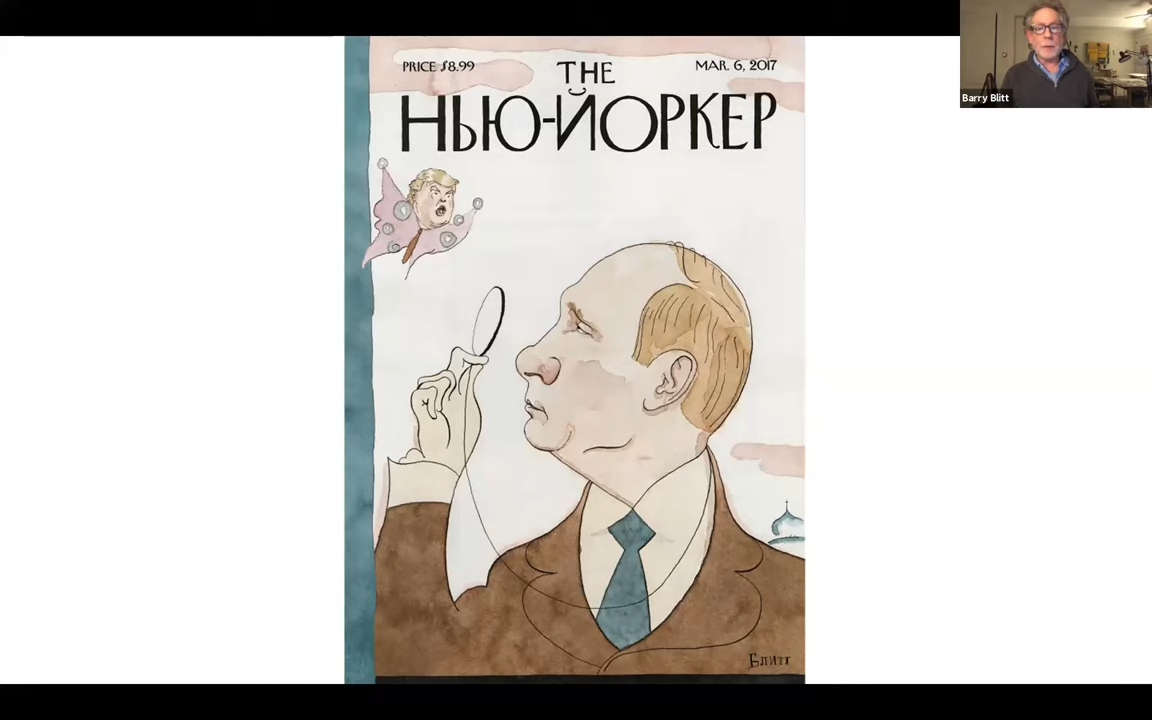 PRICE $8.99
MAR. 6, 2017
THE
НЬЮ-ЙОРКЕР
Блитт
Barry Blitt